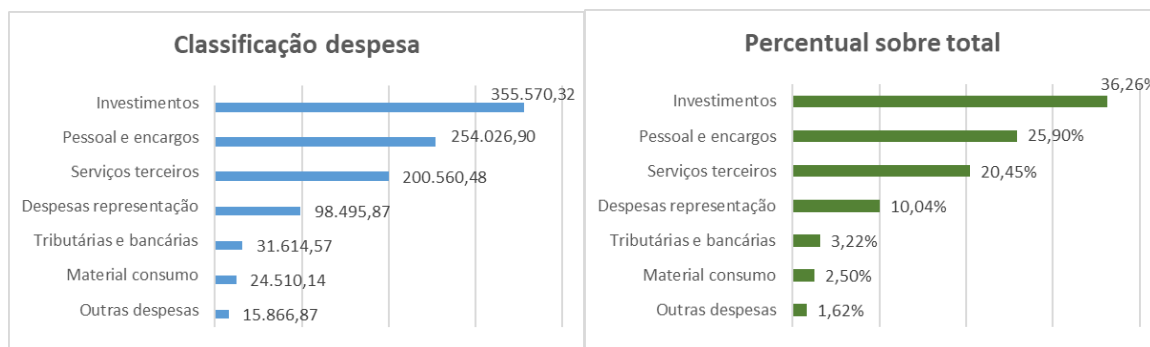 Classificação despesa
Investimentos 355.570,32
Pessoal e encargos 254.026,90
Serviços terceiros 200.560,48
Despesas representação 98.495,87
Tributárias e bancárias 31.614,57
Material consumo 24.510,14
Outras despesas 15.866,87
Percentual sobre total
Investimentos 36,26%
Pessoal e encargos 25,90%
Serviços terceiros 20,45%
Despesas representação 10,04%
Tributárias e bancárias 3,22%
Material consumo 2,50%
Outras despesas 1,62%